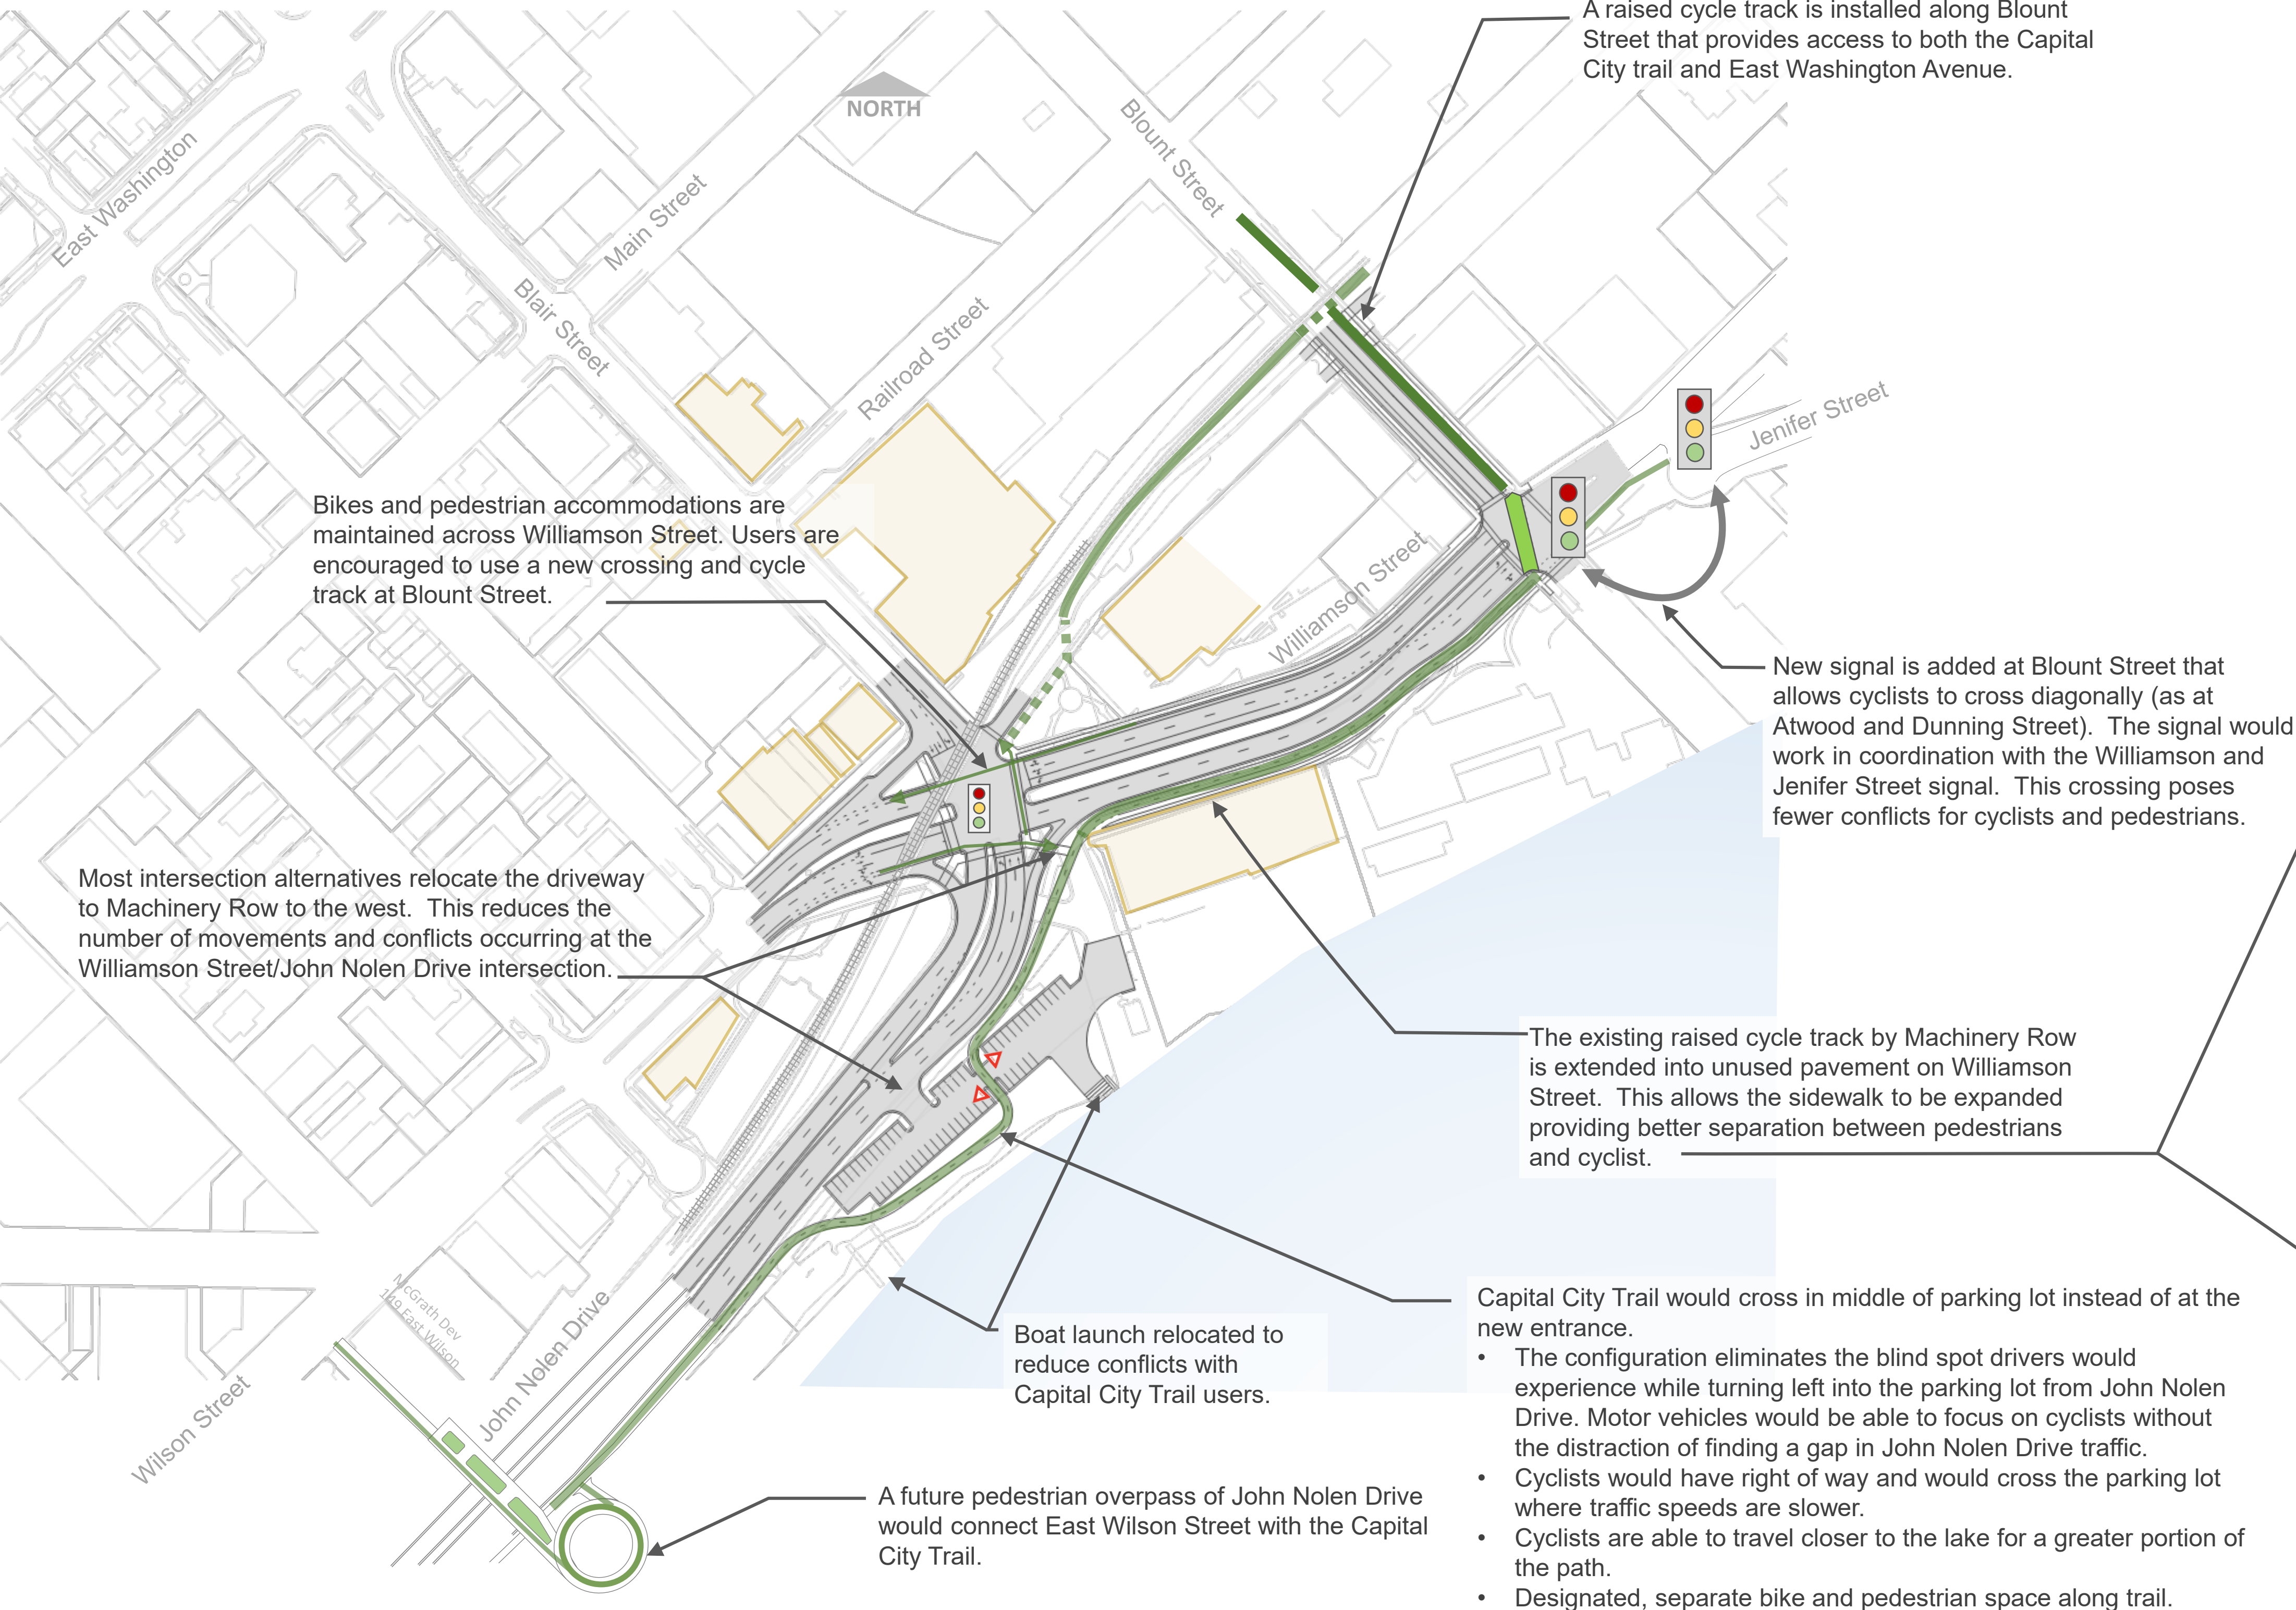 A raised cycle track is installed along Blount
Street that provides access to both the Capital
City trail and East Washington Avenue.
NORTH
Blount Street
East Washington
Main Street
Blair Street
Railroad Street
Jenifer Street
Bikes and pedestrian accommodations are
maintained across Williamson Street. Users are
encouraged to use a new crossing and cycle
track at Blount Street.
Williamson Street
New signal is added at Blount Street that
allows cyclists to cross diagonally (as at
Atwood and Dunning Street).  The signal would
work in coordination with the Williamson and
Jenifer Street signal.  This crossing poses
fewer conflicts for cyclists and pedestrians.
Most intersection alternatives relocate the driveway
to Machinery Row to the west.  This reduces the
number of movements and conflicts occurring at the
Williamson Street/John Nolen Drive intersection.
The existing raised cycle track by Machinery Row
is extended into unused pavement on Williamson
Street.  This allows the sidewalk to be expanded
providing better separation between pedestrians
and cyclist.
McGrath Dev
149 East Wilson
John Nolen Drive
Wilson Street
Boat launch relocated to
reduce conflicts with
Capital City Trail users.
Capital City Trail would cross in middle of parking lot instead of at the
new entrance.
• The configuration eliminates the blind spot drivers would
experience while turning left into the parking lot from John Nolen
Drive. Motor vehicles would be able to focus on cyclists without
the distraction of finding a gap in John Nolen Drive traffic.
• Cyclists would have right of way and would cross the parking lot
where traffic speeds are slower.
• Cyclists are able to travel closer to the lake for a greater portion of
the path.
• Designated, separate bike and pedestrian space along trail.
A future pedestrian overpass of John Nolen Drive
would connect East Wilson Street with the Capital
City Trail.